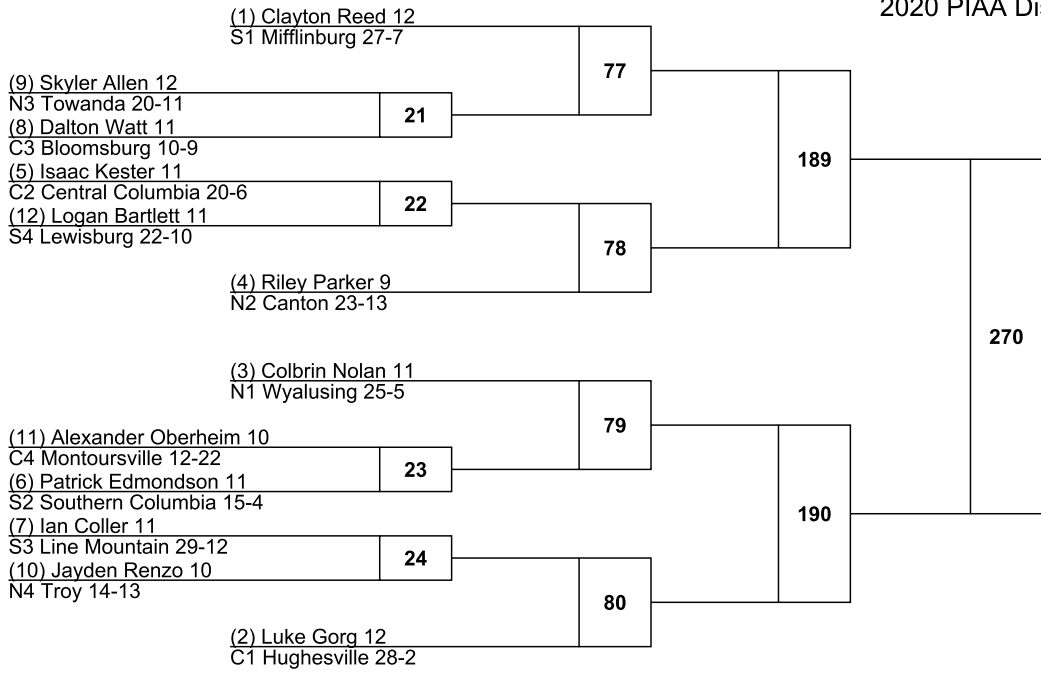 2020 PIAA Dis
(1) Clayton Reed 12
S1 Mifflinburg 27-7
77
(9) Skyler Allen 12
N3 Towanda 20-11
21
(8) Dalton Watt 11
C3 Bloomsburg 10-9
189
(5) Isaac Kester 11
C2 Central Columbia 20-6
22
(12) Logan Bartlett 11
S4 Lewisburg 22-10
78
(4) Riley Parker 9
N2 Canton 23-13
270
(3) Colbrin Nolan 11
N1 Wyalusing 25-5
79
(11) Alexander Oberheim 10
C4 Montoursville 12-22
23
(6) Patrick Edmondson 11
S2 Southern Columbia 15-4
190
(7) Ian Coller 11
S3 Line Mountain 29-12
24
(10) Jayden Renzo 10
N4 Troy 14-13
80
(2) Luke Gorg 12
C1 Hughesville 28-2